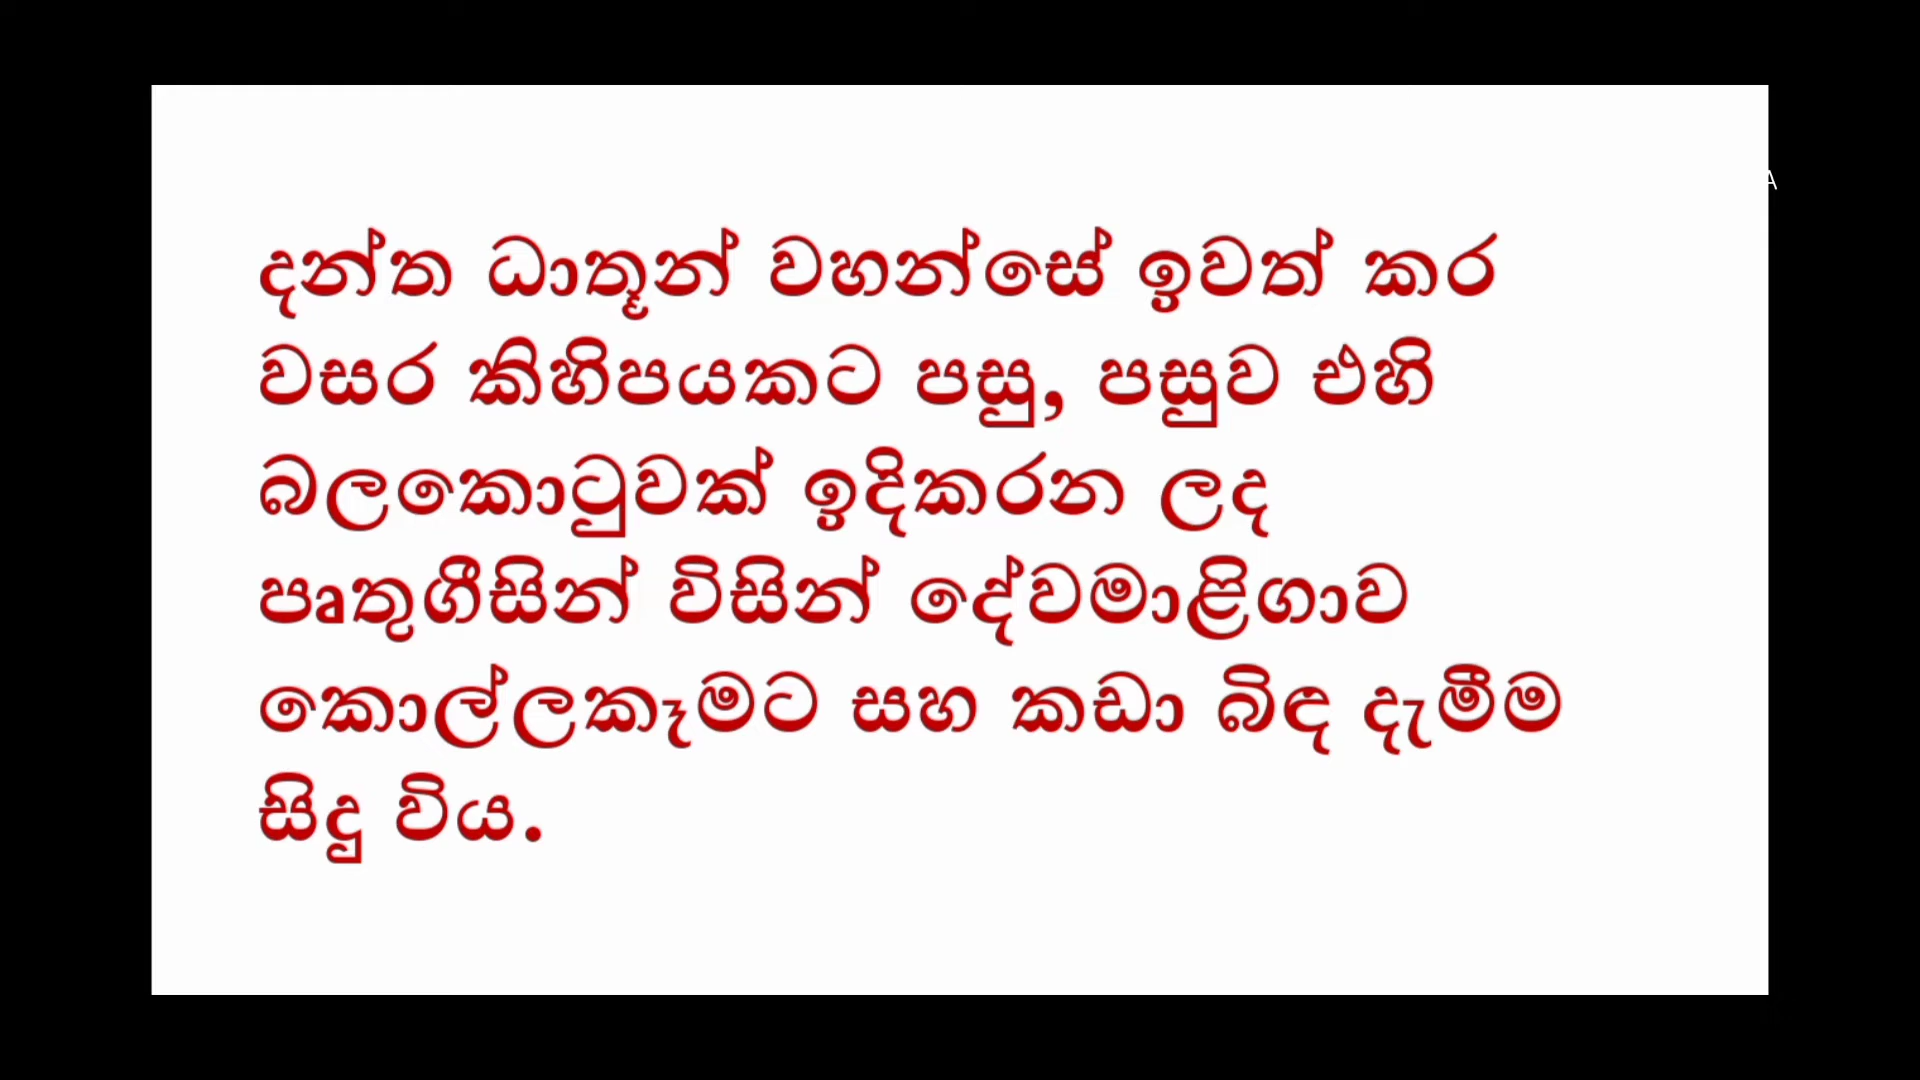 A
දන්ත ධාතූන් වහන්සේ ඉවත් කර
වසර කිහිපයකට පසු, පසුව එහි
බලකොටුවක් ඉදිකරන ලද
පෘතුගීසින් විසින් දේවමාළිගාව
කොල්ලකෑමට සහ කඩා බිඳ දැමීම
සිදු විය.